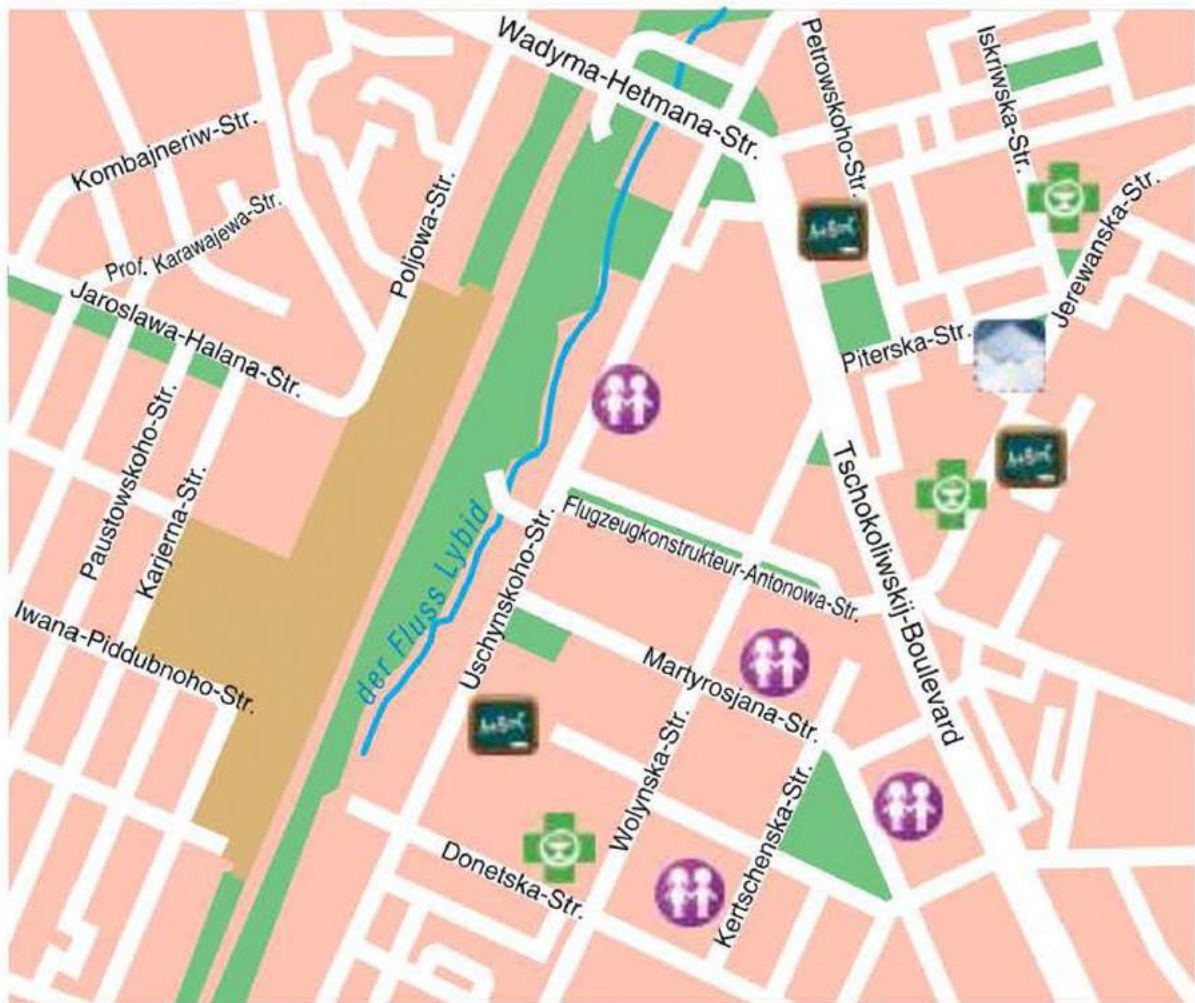 Wadyma-Hetmana-Str.
Petrowskoho-Str.
Iskriwska-Str.
Kombajneriw-Str.
Prof. Karawajewa-Str.
Poljowa-Str.
Jerewanska-Str.
Jaroslawa-Halana-Str.
Piterska-Str.
Paustowskoho-Str.
Karjerna-Str.
der Fluss Lybid
Uschynskoho-Str.
Flugzeugkonstrukteur-Antonowa-Str.
Tschokoliwskij-Boulevard
Iwana-Piddubnoho-Str.
Martyrosjana-Str.
Wolynska-Str.
Kertschenska-Str.
Donetska-Str.